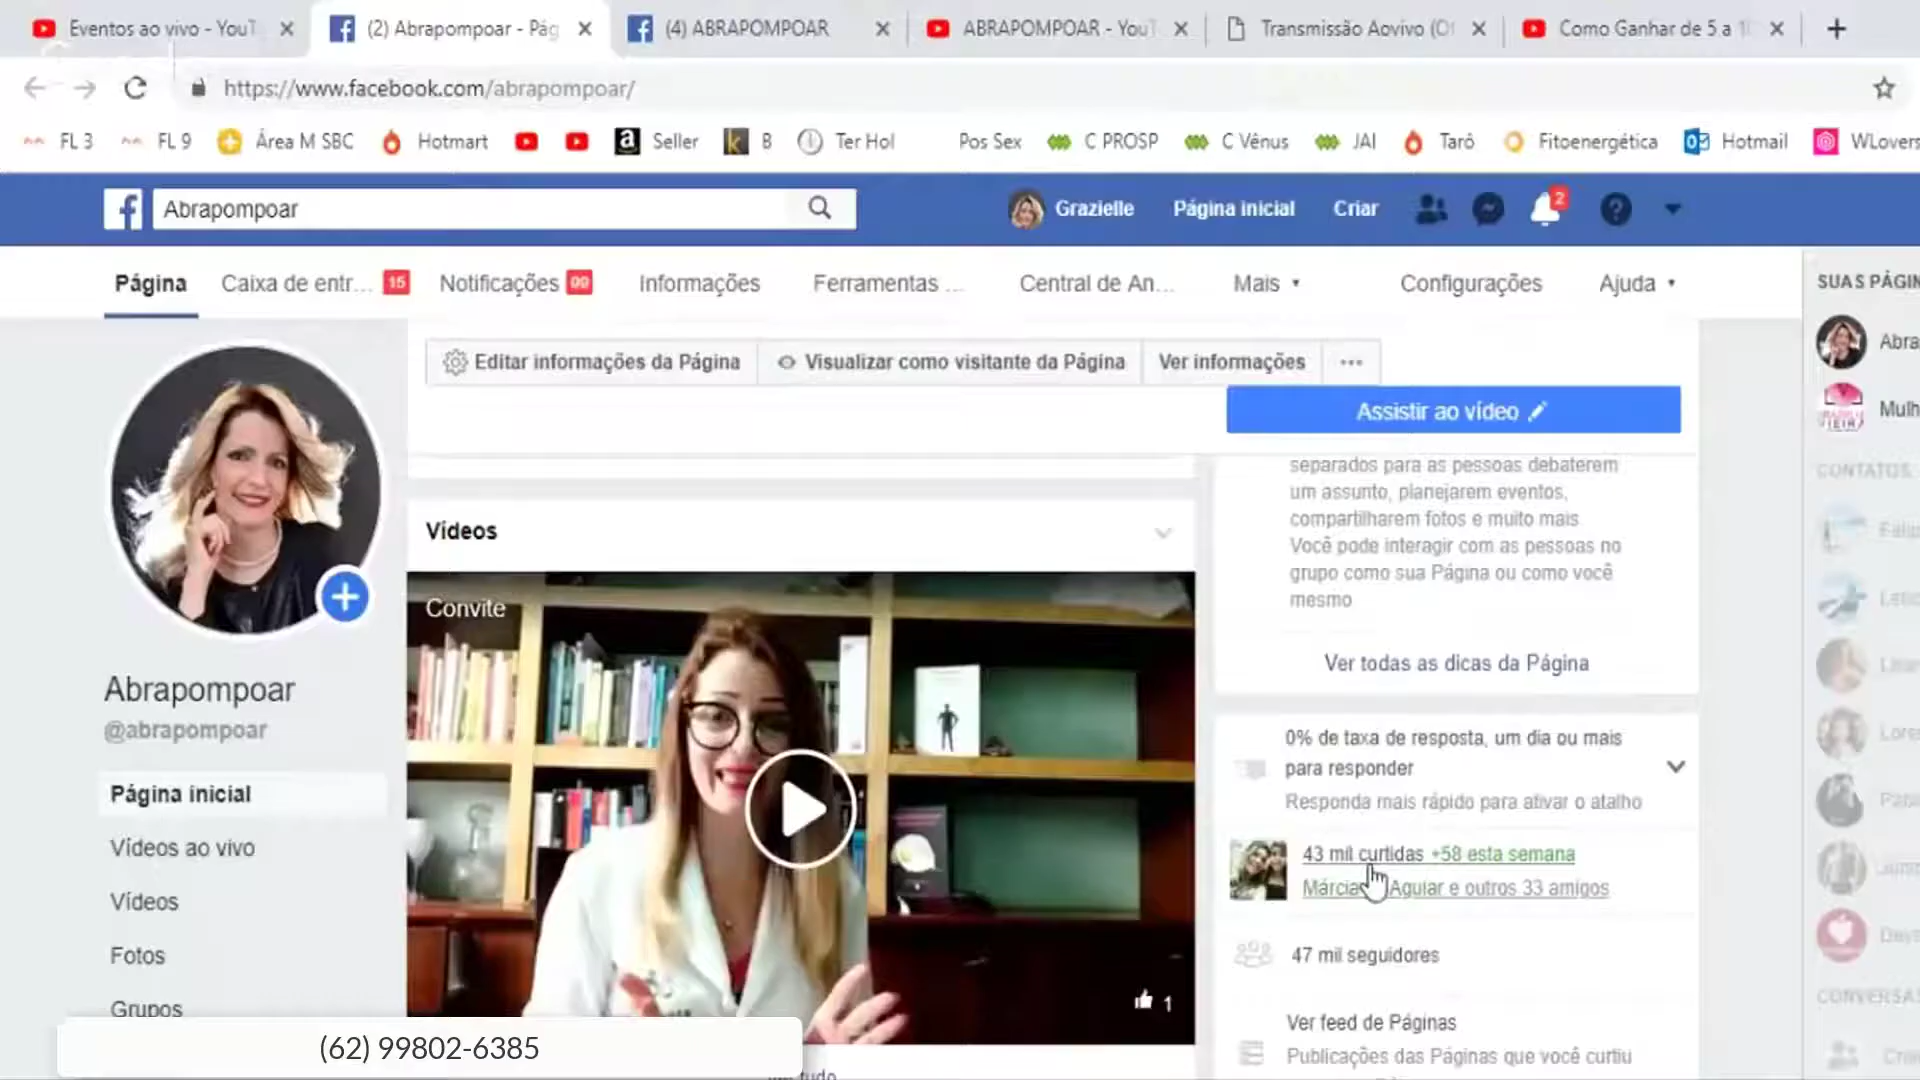 Eventos ao vivo - YouT
(2) Abrapompoar - Pág
(4) ABRAPOMPOAR
ABRAPOMPOAR - YouT
Transmissão Aovivo (Of
Como Ganhar de 5 a 1
https://www.facebook.com/abrapompoar/
FL 3
FL 9
Área M SBC
Hotmart
Seller
B
Ter Hol
Pos Sex
C PROSP
C Vênus
JAI
Tarô
Fitoenergética
Hotmail
WLovers
Abrapompoar
Grazielle
Página inicial
Criar
2
Página
Caixa de entr... 15
Notificações
Informações
Ferramentas ...
Central de An...
Mais
Configurações
Ajuda
SUAS PÁGIN
Editar informações da Página
Visualizar como visitante da Página
Ver informações
...
Assistir ao vídeo
Abra
Mulh
CONTATOS
separados para as pessoas debaterem
um assunto, planejarem eventos,
compartilharem fotos e muito mais
Você pode interagir com as pessoas no
grupo como sua Página ou como você
mesmo
Ver todas as dicas da Página
Vídeos
Convite
1
Abrapompoar
@abrapompoar
Página inicial
Vídeos ao vivo
Vídeos
Fotos
Grupos
0% de taxa de resposta, um dia ou mais
para responder
Responda mais rápido para ativar o atalho
43 mil curtidas +58 esta semana
Márcia Aguiar e outros 33 amigos
47 mil seguidores
Ver feed de Páginas
Publicações das Páginas que você curtiu
CONVERSAS
(62) 99802-6385